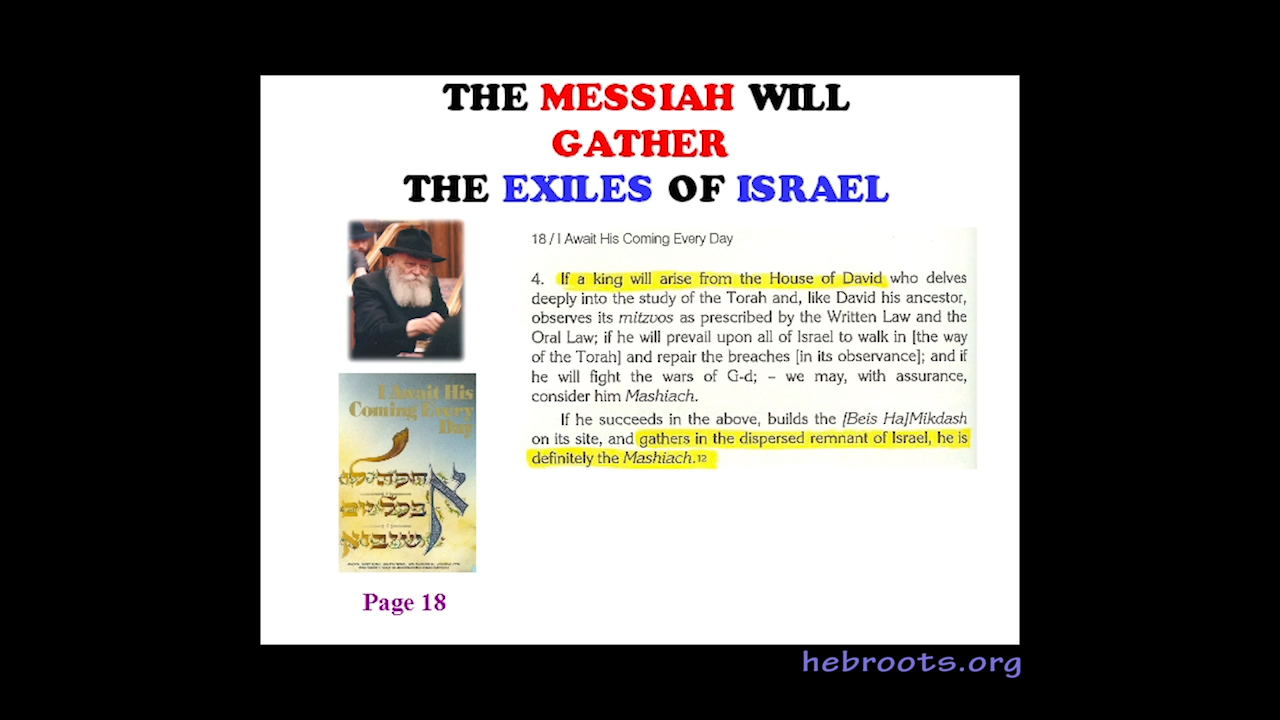 THE MESSIAH WILL
GATHER
THE EXILES OF ISRAEL
18 / I Await His Coming Every Day
4. If a king will arise from the House of David who delves
deeply into the study of the Torah and, like David his ancestor,
observes its mitzvos as prescribed by the Written Law and the
Oral Law; if he will prevail upon all of Israel to walk in [the way
of the Torah] and repair the breaches [in its observance]; and if
he will fight the wars of G-d; – we may, with assurance,
consider him Mashiach.
If he succeeds in the above, builds the [Beis Ha]Mikdash
on its site, and gathers in the dispersed remnant of Israel, he is
definitely the Mashiach.12
I Await His
Coming Every
Day
אחכה לו
בכל יום
שיבוא
Page 18
hebroots.org